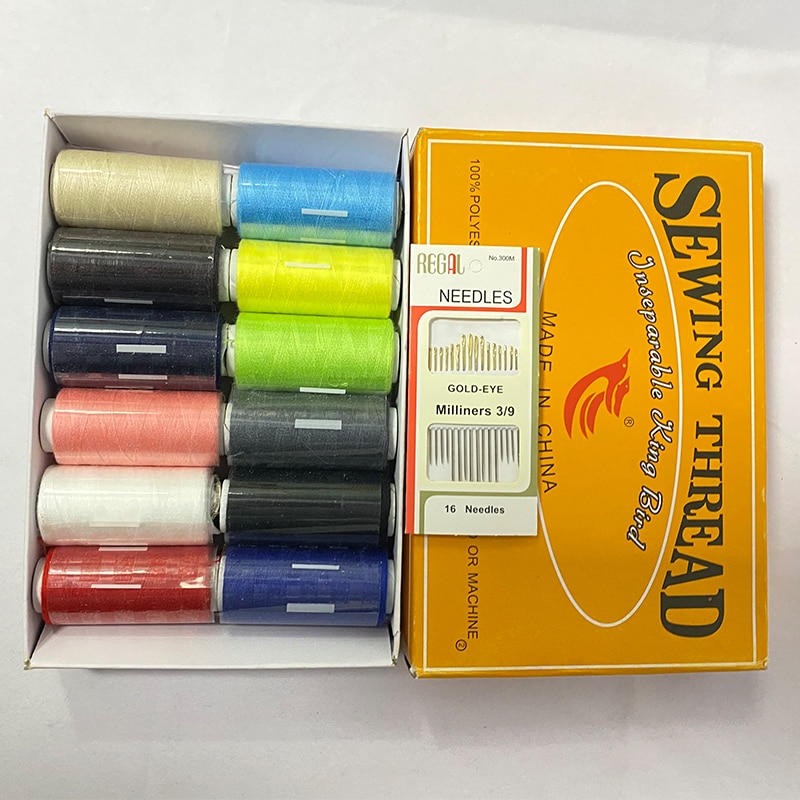 REGAL
No.300M
NEEDLES
GOLD-EYE
Milliners 3/9
16 Needles
SEWING THREAD
Inseparable King Bird
®
MADE IN CHINA
100% POLYES
OR MACHINE ②